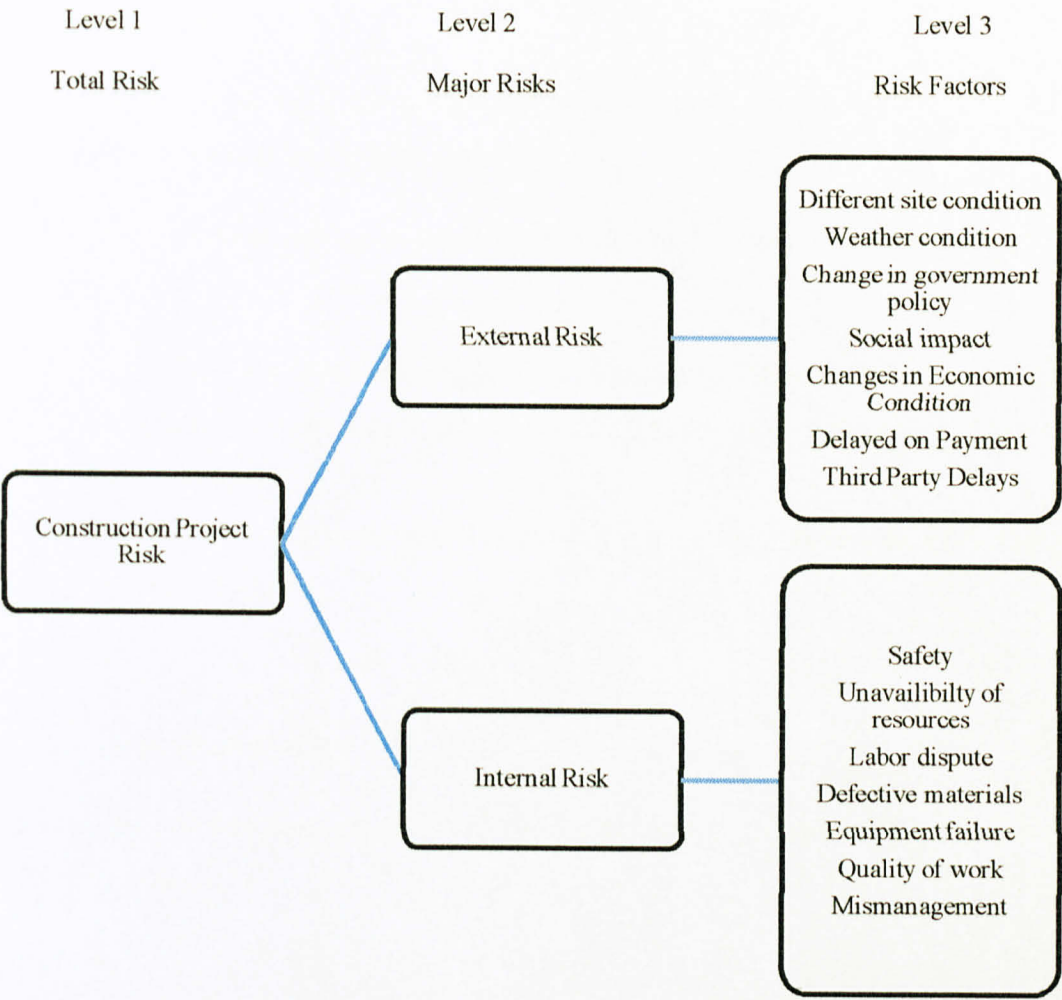 Level 1
Level 2
Level 3
Total Risk
Major Risks
Risk Factors
Different site condition
Weather condition
Change in government
policy
Social impact
Changes in Economic
Condition
Delayed on Payment
Third Party Delays
External Risk
Construction Project
Risk
Safety
Unavailibilty of
resources
Labor dispute
Defective materials
Equipment failure
Quality of work
Mismanagement
Internal Risk